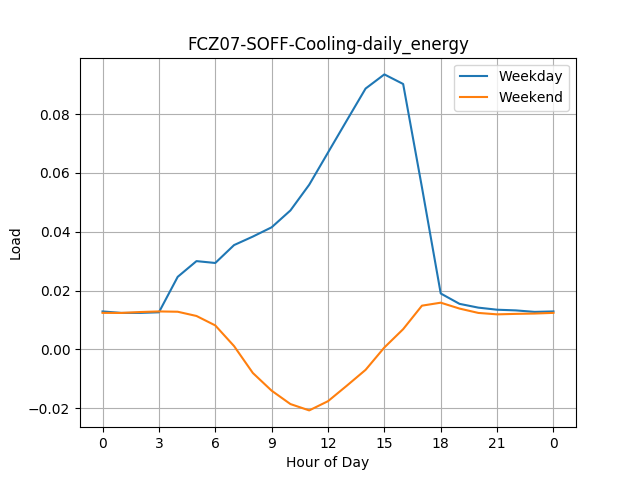 FCZ07-SOFF-Cooling-daily_energy
Weekday
Weekend
Load
0.08
0.06
0.04
0.02
0.00
−0.02
0 3 6 9 12 15 18 21 0
Hour of Day